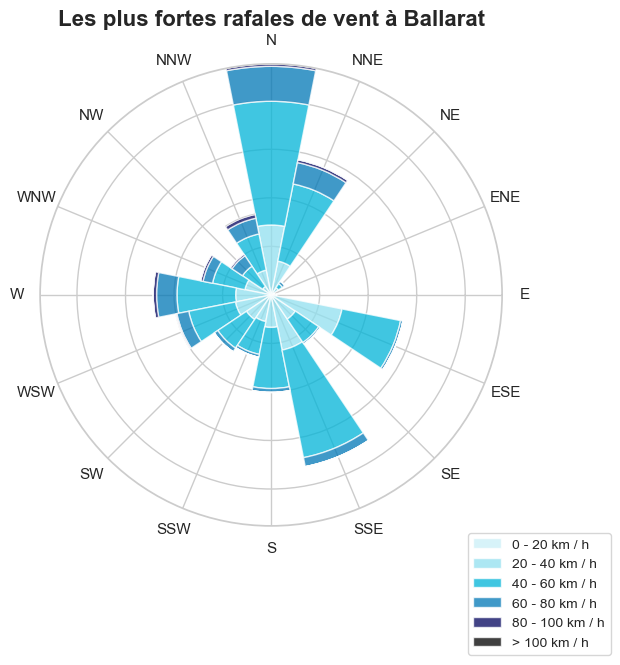 Les plus fortes rafales de vent à Ballarat
N
NNW
NNE
NW
NE
WNW
ENE
W
E
WSW
ESE
SW
SE
SSW
SSE
S
0 - 20 km / h
20 - 40 km / h
40 - 60 km / h
60 - 80 km / h
80 - 100 km / h
> 100 km / h